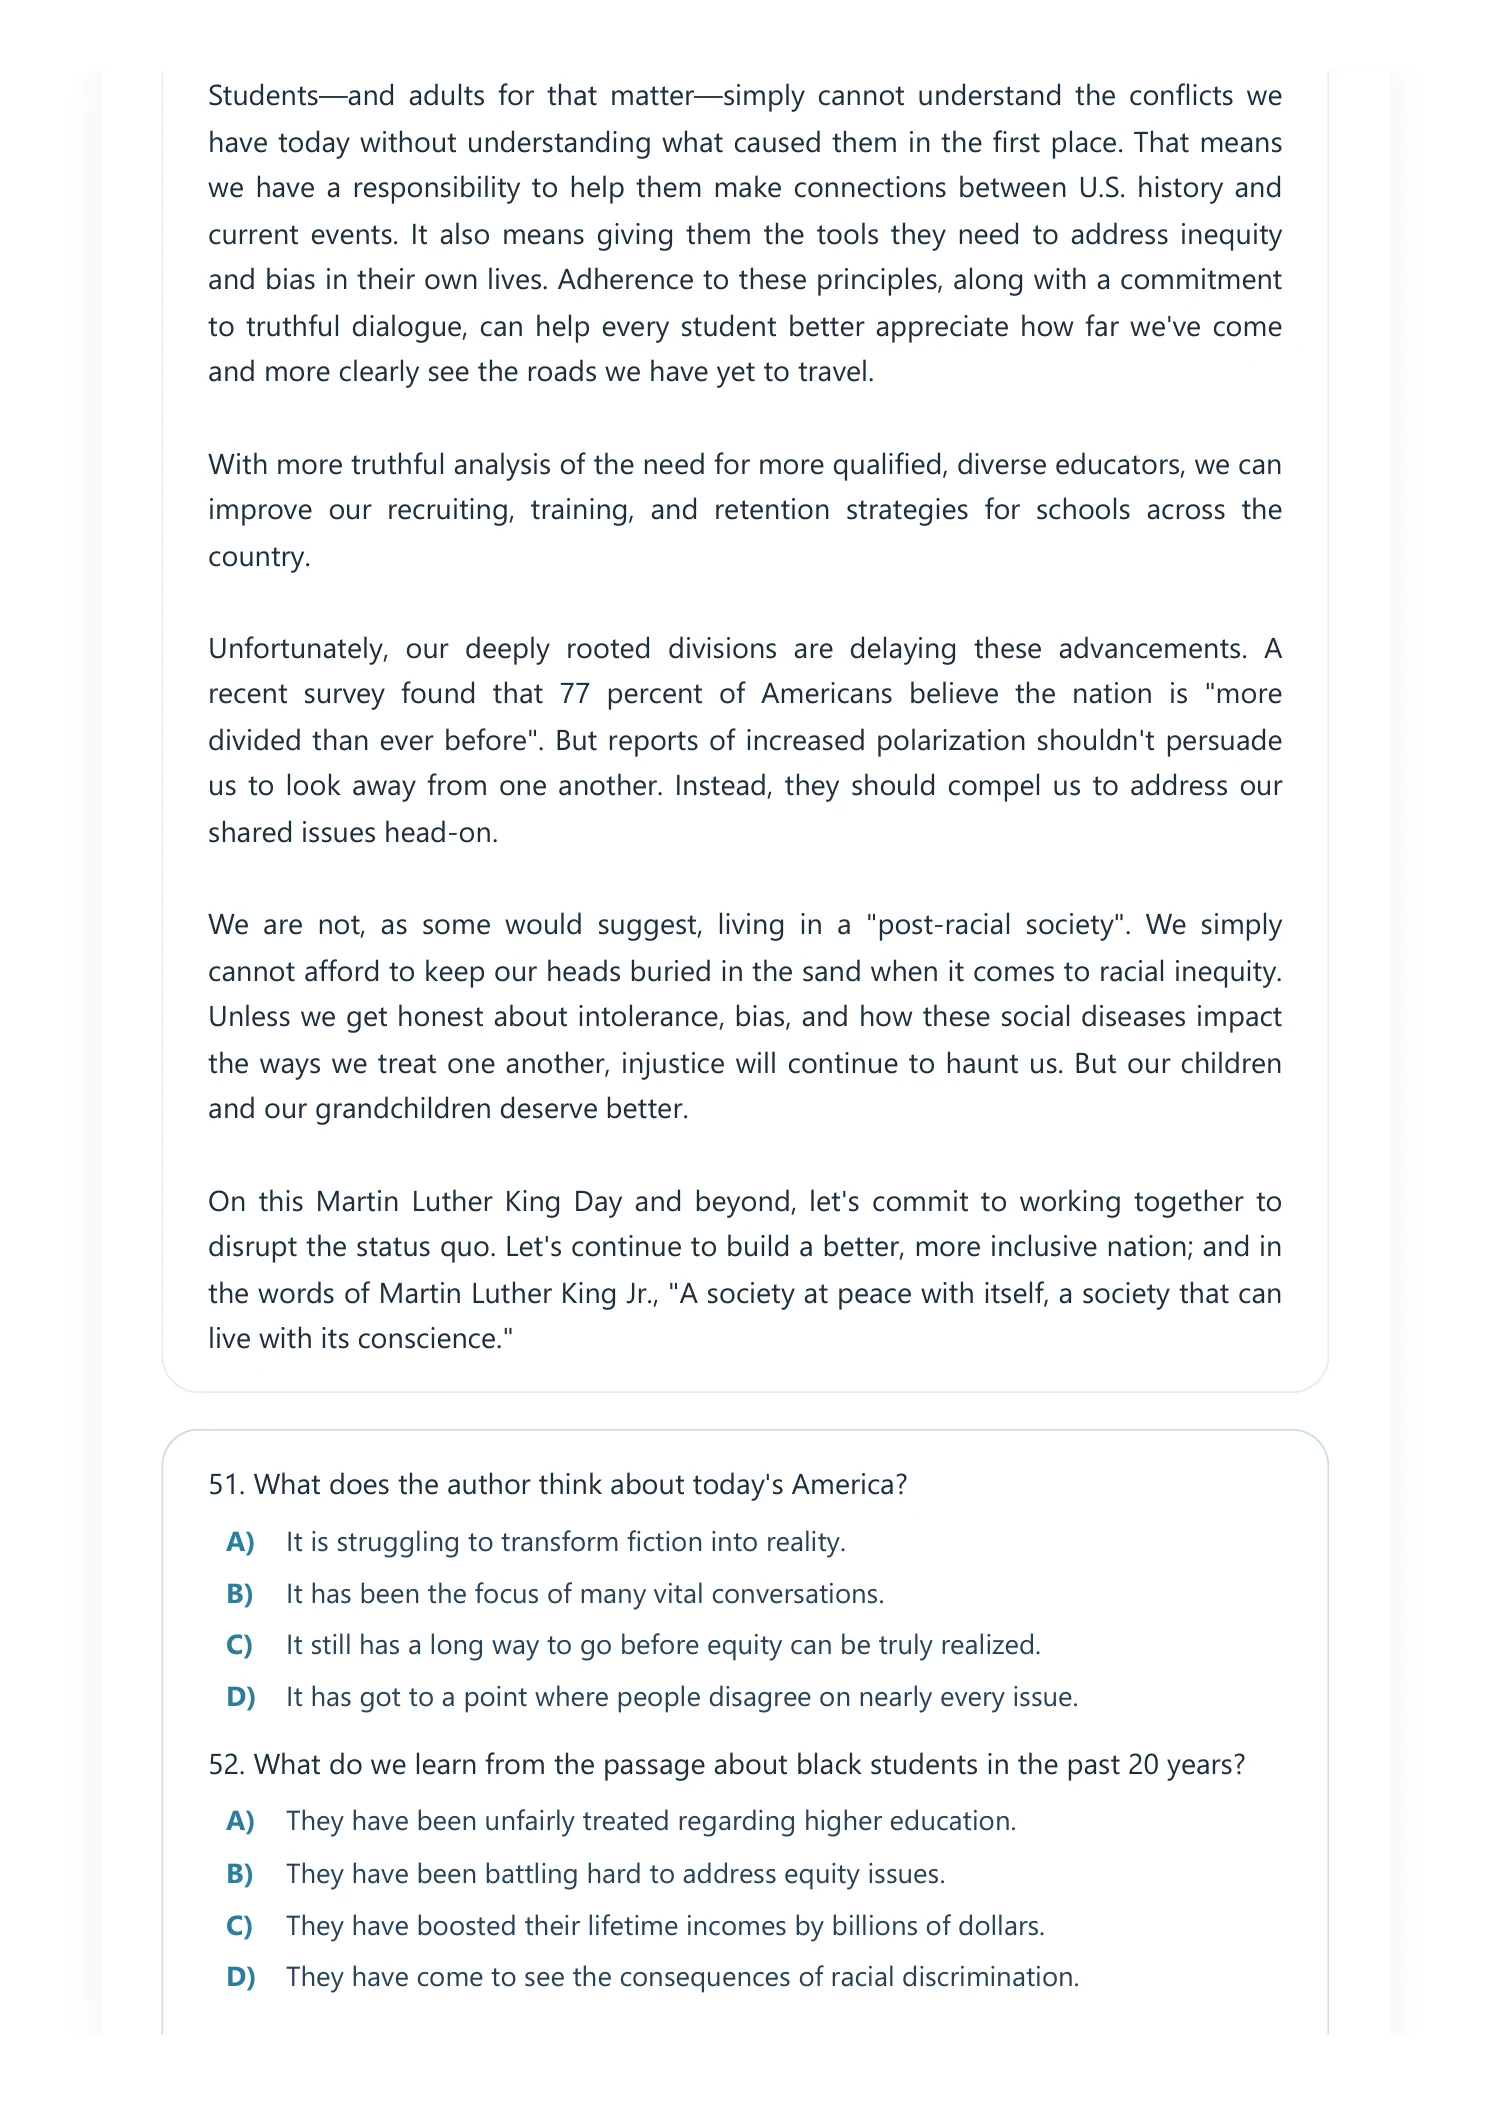 Students—and adults for that matter—simply cannot understand the conflicts we
have today without understanding what caused them in the first place. That means
we have a responsibility to help them make connections between U.S. history and
current events. It also means giving them the tools they need to address inequity
and bias in their own lives. Adherence to these principles, along with a commitment
to truthful dialogue, can help every student better appreciate how far we've come
and more clearly see the roads we have yet to travel.
With more truthful analysis of the need for more qualified, diverse educators, we can
improve our recruiting, training, and retention strategies for schools across the
country.
Unfortunately, our deeply rooted divisions are delaying these advancements. A
recent survey found that 77 percent of Americans believe the nation is "more
divided than ever before". But reports of increased polarization shouldn't persuade
us to look away from one another. Instead, they should compel us to address our
shared issues head-on.
We are not, as some would suggest, living in a "post-racial society". We simply
cannot afford to keep our heads buried in the sand when it comes to racial inequity.
Unless we get honest about intolerance, bias, and how these social diseases impact
the ways we treat one another, injustice will continue to haunt us. But our children
and our grandchildren deserve better.
On this Martin Luther King Day and beyond, let's commit to working together to
disrupt the status quo. Let's continue to build a better, more inclusive nation; and in
the words of Martin Luther King Jr., "A society at peace with itself, a society that can
live with its conscience."
51. What does the author think about today's America?
A) It is struggling to transform fiction into reality.
B) It has been the focus of many vital conversations.
C) It still has a long way to go before equity can be truly realized.
D) It has got to a point where people disagree on nearly every issue.
52. What do we learn from the passage about black students in the past 20 years?
A) They have been unfairly treated regarding higher education.
B) They have been battling hard to address equity issues.
C) They have boosted their lifetime incomes by billions of dollars.
D) They have come to see the consequences of racial discrimination.